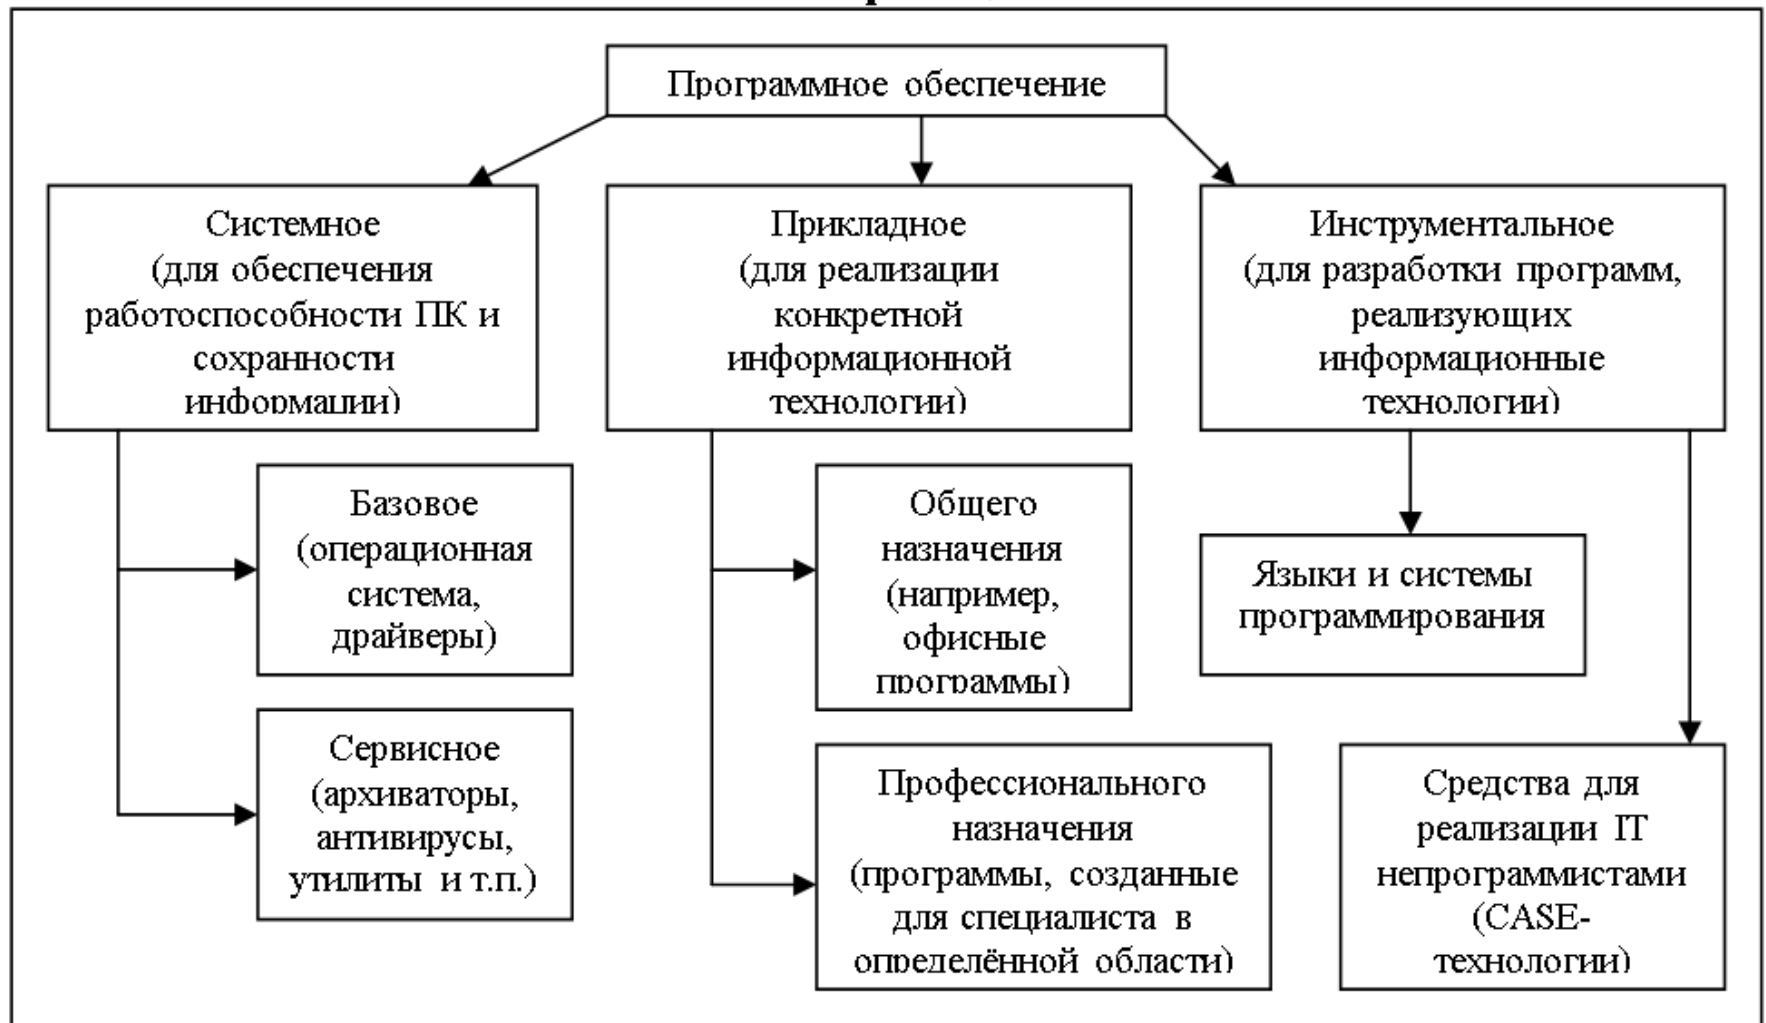 Программное обеспечение
Системное
(для обеспечения
работоспособности ПК и
сохранности
информации)
Прикладное
(для реализации
конкретной
информационной
технологии)
Инструментальное
(для разработки программ,
реализующих
информационные
технологии)
Базовое
(операционная
система,
драйверы)
Общего
назначения
(например,
офисные
программы)
Языки и системы
программирования
Сервисное
(архиваторы,
антивирусы,
утилиты и т.п.)
Профессионального
назначения
(программы, созданные
для специалиста в
определённой области)
Средства для
реализации IT
непрограммистами
(CASE-
технологии)